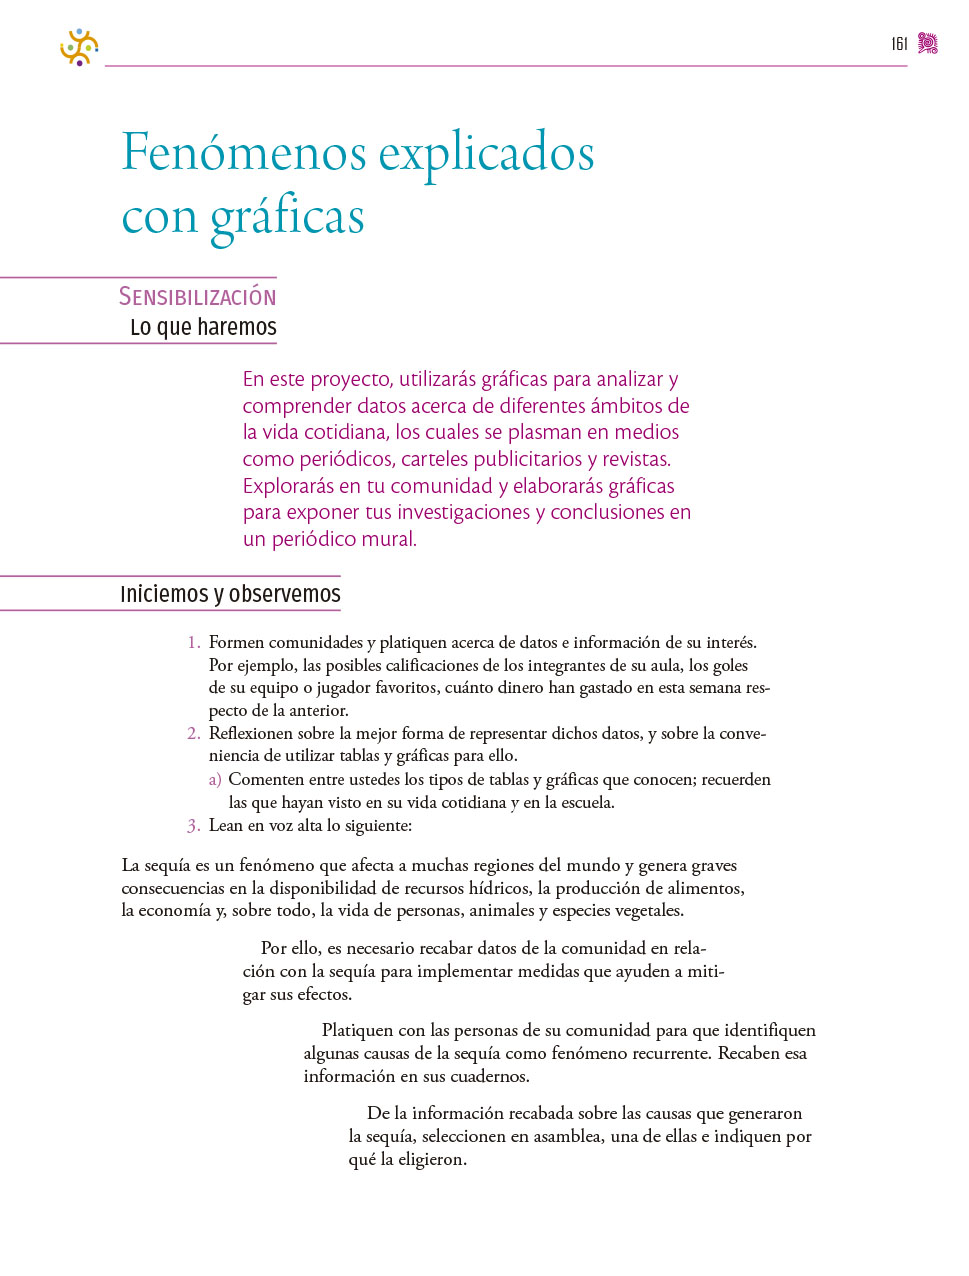 161
Fenómenos explicados
con gráficas
Sensibilización
Lo que haremos
En este proyecto, utilizarás gráficas para analizar y
comprender datos acerca de diferentes ámbitos de
la vida cotidiana, los cuales se plasman en medios
como periódicos, carteles publicitarios y revistas.
Explorarás en tu comunidad y elaborarás gráficas
para exponer tus investigaciones y conclusiones en
un periódico mural.
Iniciemos y observemos
1. Formen comunidades y platiquen acerca de datos e información de su interés.
Por ejemplo, las posibles calificaciones de los integrantes de su aula, los goles
de su equipo o jugador favoritos, cuánto dinero han gastado en esta semana res-
pecto de la anterior.
2. Reflexionen sobre la mejor forma de representar dichos datos, y sobre la conve-
niencia de utilizar tablas y gráficas para ello.
a) Comenten entre ustedes los tipos de tablas y gráficas que conocen; recuerden
las que hayan visto en su vida cotidiana y en la escuela.
3. Lean en voz alta lo siguiente:
La sequía es un fenómeno que afecta a muchas regiones del mundo y genera graves
consecuencias en la disponibilidad de recursos hídricos, la producción de alimentos,
la economía y, sobre todo, la vida de personas, animales y especies vegetales.
Por ello, es necesario recabar datos de la comunidad en rela-
ción con la sequía para implementar medidas que ayuden a miti-
gar sus efectos.
Platiquen con las personas de su comunidad para que identifiquen
algunas causas de la sequía como fenómeno recurrente. Recaben esa
información en sus cuadernos.
De la información recabada sobre las causas que generaron
la sequía, seleccionen en asamblea, una de ellas e indiquen por
qué la eligieron.